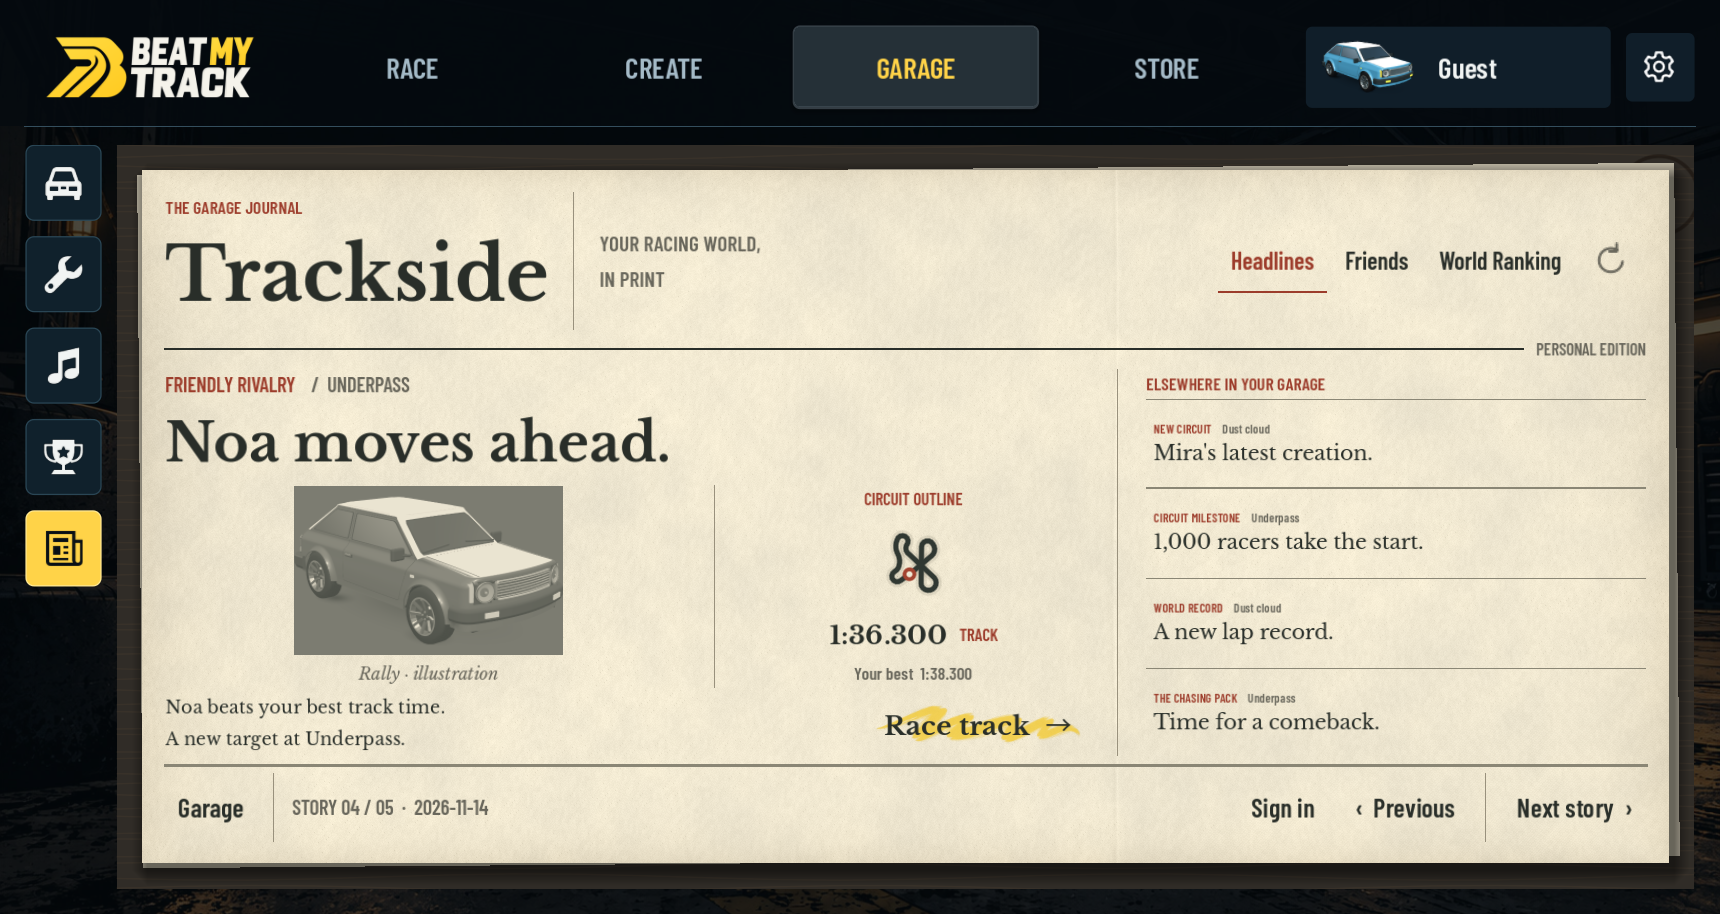 BEATMY
TRACK
RACE
CREATE
GARAGE
STORE
Guest
THE GARAGE JOURNAL
Trackside
YOUR RACING WORLD,
IN PRINT
Headlines
Friends
World Ranking
PERSONAL EDITION
FRIENDLY RIVALRY / UNDERPASS
Noa moves ahead.
Rally · illustration
Noa beats your best track time.
A new target at Underpass.
CIRCUIT OUTLINE
1:36.300 TRACK
Your best 1:38.300
Race track →
ELSEWHERE IN YOUR GARAGE
NEW CIRCUIT Dust cloud
Mira's latest creation.
CIRCUIT MILESTONE Underpass
1,000 racers take the start.
WORLD RECORD Dust cloud
A new lap record.
THE CHASING PACK Underpass
Time for a comeback.
Garage
STORY 04 / 05 · 2026-11-14
Sign in
‹ Previous
Next story ›